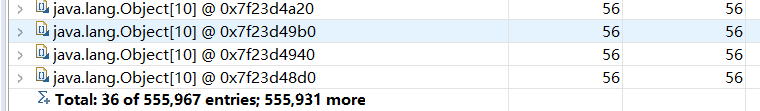 java.lang.Object[10] @ 0x7f23d4a20 56 56
java.lang.Object[10] @ 0x7f23d49b0 56 56
java.lang.Object[10] @ 0x7f23d4940 56 56
java.lang.Object[10] @ 0x7f23d48d0 56 56
Total: 36 of 555,967 entries; 555,931 more